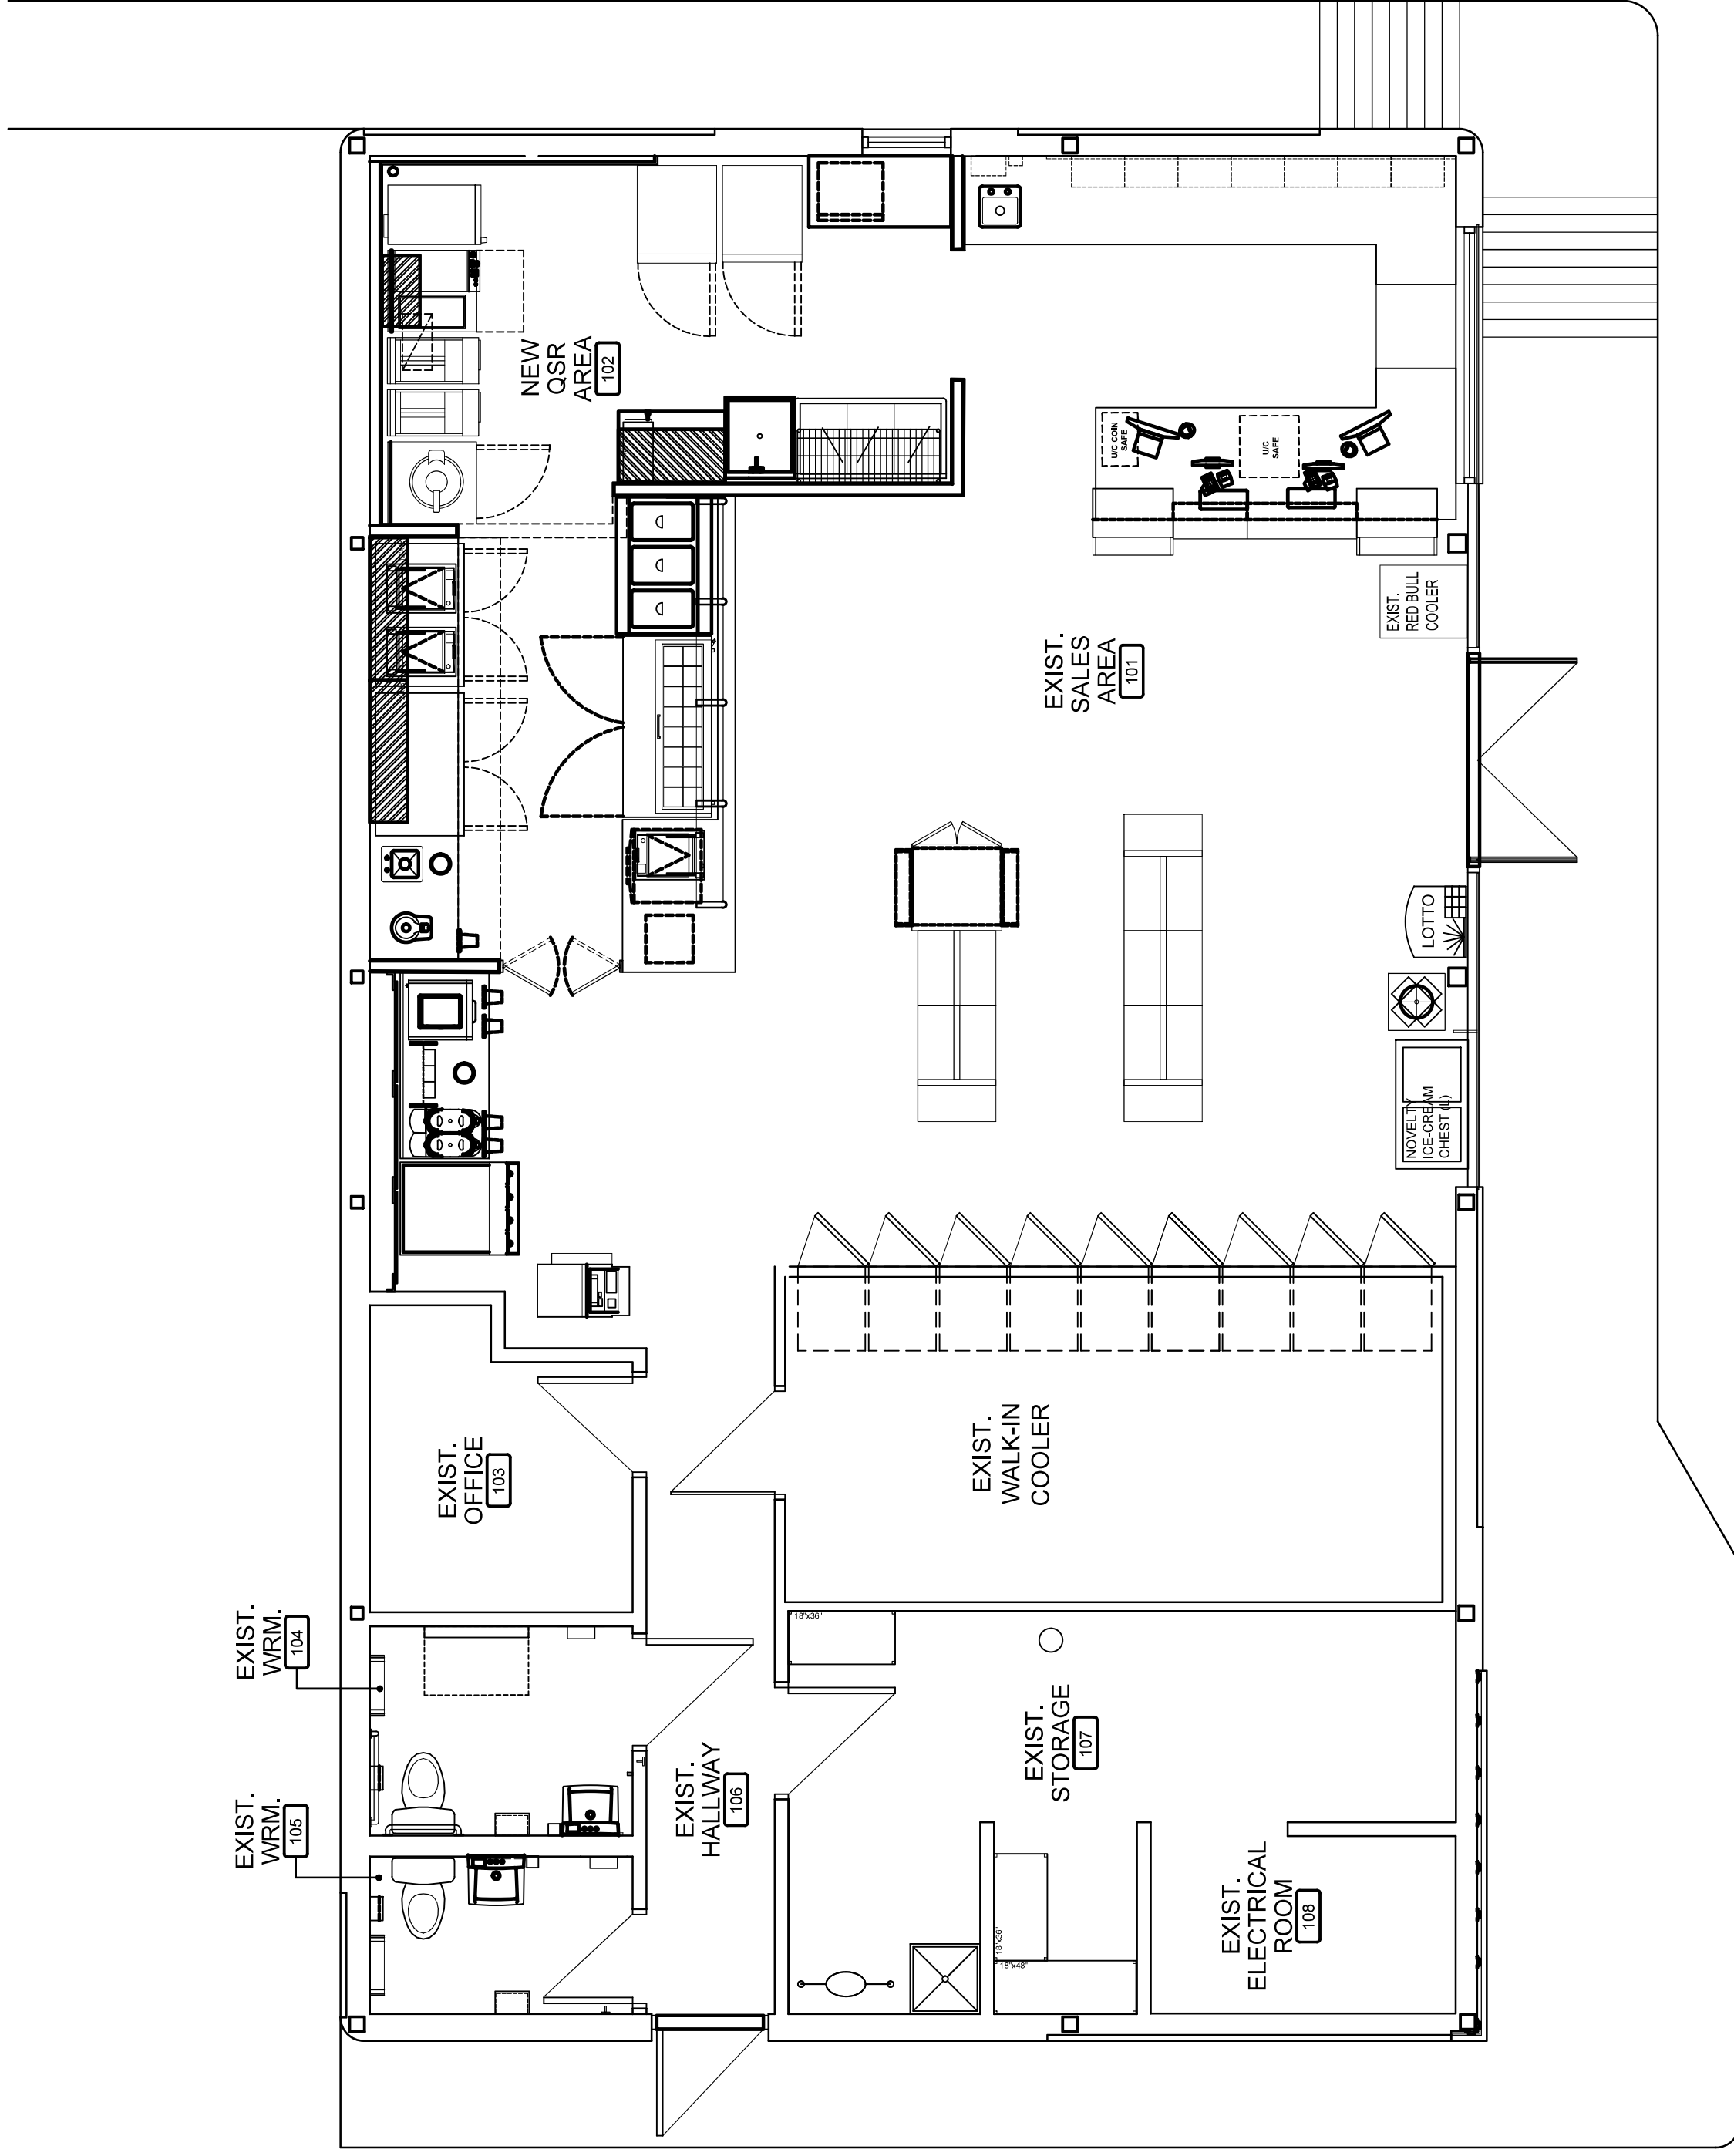 NEW
QSR
AREA
102
U/C COIN
SAFE
U/C
SAFE
EXIST.
RED BULL
COOLER
EXIST.
SALES
AREA
101
LOTTO
NOVELTY
ICE-CREAM
CHEST (L)
EXIST.
OFFICE
103
EXIST.
WALK-IN
COOLER
EXIST.
WRM.
104
EXIST.
WRM.
105
EXIST.
HALLWAY
106
18"x36"
EXIST.
STORAGE
107
18"x36"
18"x48"
EXIST.
ELECTRICAL
ROOM
108